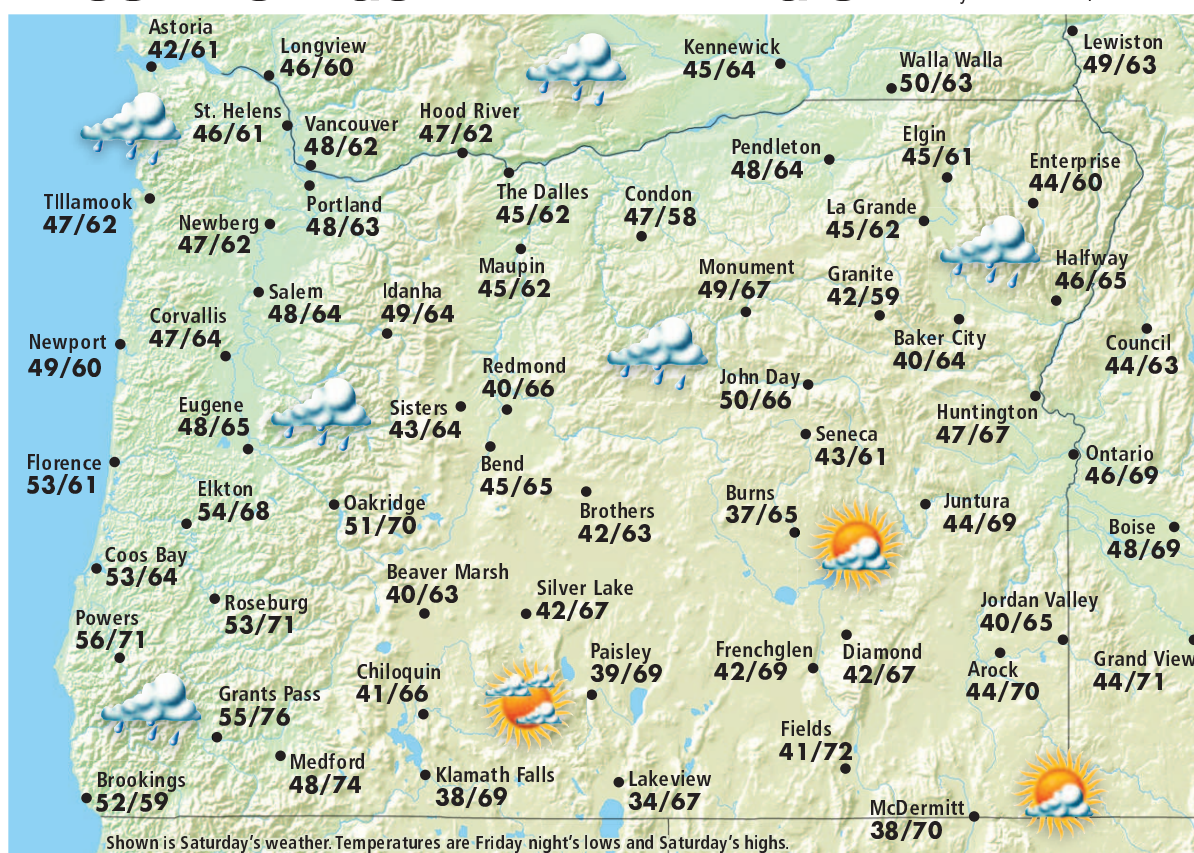 Astoria
42/61
Longview
46/60
Kennewick
45/64
Walla Walla
50/63
Lewiston
49/63
St. Helens
46/61
Vancouver
48/62
Hood River
47/62
Pendleton
48/64
Elgin
45/61
Enterprise
44/60
TIllamook
47/62
Newberg
47/62
Portland
48/63
The Dalles
45/62
Condon
47/58
La Grande
45/62
Maupin
45/62
Monument
49/67
Granite
42/59
Halfway
46/65
Salem
48/64
Idanha
49/64
Corvallis
47/64
Newport
49/60
Baker City
40/64
Council
44/63
Redmond
40/66
John Day
50/66
Eugene
48/65
Sisters
43/64
Huntington
47/67
Seneca
43/61
Florence
53/61
Bend
45/65
Ontario
46/69
Elkton
54/68
Oakridge
51/70
Brothers
42/63
Burns
37/65
Juntura
44/69
Boise
48/69
Coos Bay
53/64
Beaver Marsh
40/63
Silver Lake
42/67
Roseburg
53/71
Powers
56/71
Jordan Valley
40/65
Chiloquin
41/66
Paisley
39/69
Frenchglen
42/69
Diamond
42/67
Arock
44/70
Grand View
44/71
Grants Pass
55/76
Fields
41/72
Medford
48/74
Klamath Falls
38/69
Lakeview
34/67
Brookings
52/59
McDermitt
38/70
Shown is Saturday's weather. Temperatures are Friday night's lows and Saturday's highs.